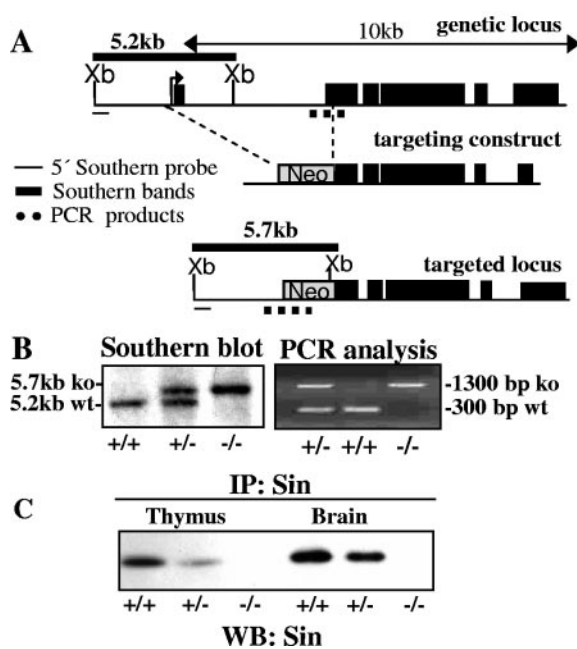 A
5.2kb
genetic locus
10kb
Xb Xb
targeting construct
Neo
5´ Southern probe
Southern bands
PCR products
5.7kb
Xb Xb
targeted locus
Neo
B
Southern blot
PCR analysis
5.7kb ko-
5.2kb wt-
-1300 bp ko
-300 bp wt
+/+ +/- -/-
+/- +/+ -/-
IP: Sin
C
Thymus Brain
+/+ +/- -/- +/+ +/- -/-
WB: Sin